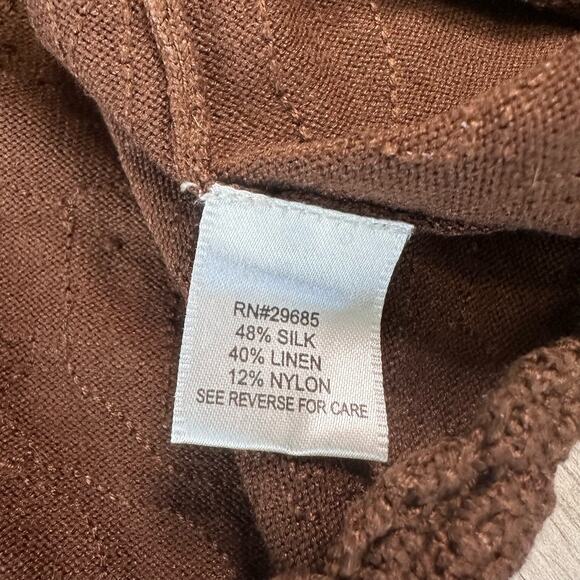 RN#29685
48% SILK
40% LINEN
12% NYLON
SEE REVERSE FOR CARE